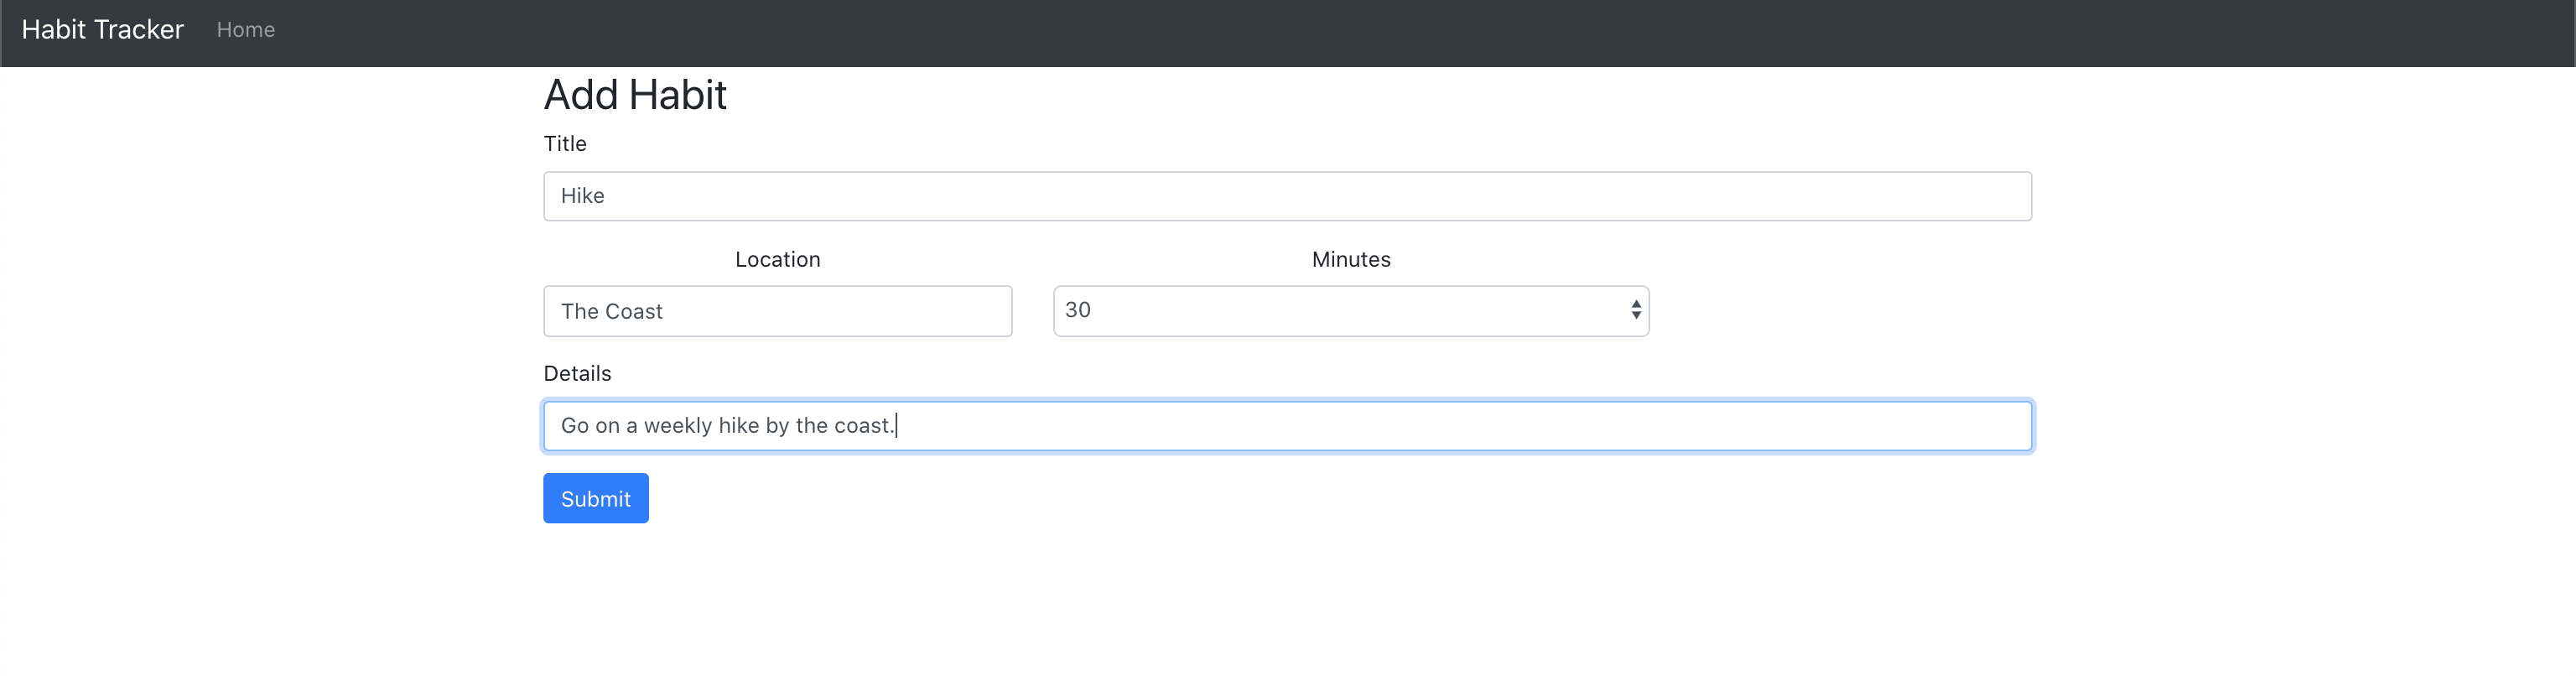 Habit Tracker Home
Add Habit
Title
Hike
Location Minutes
The Coast 30
Details
Go on a weekly hike by the coast.
Submit